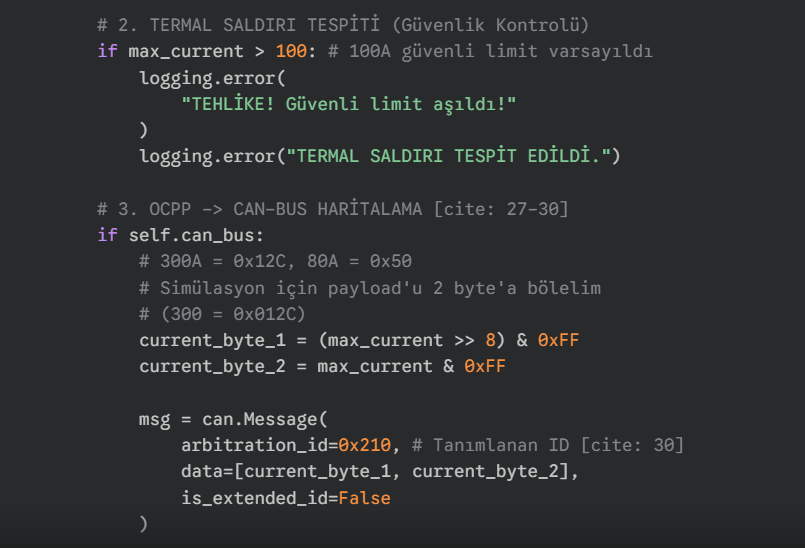 # 2. TERMAL SALDIRI TESPİTİ (Güvenlik Kontrolü)
if max_current > 100: # 100A güvenli limit varsayıldı
    logging.error(
        "TEHLİKE! Güvenli limit aşıldı!"
    )
    logging.error("TERMAL SALDIRI TESPİT EDİLDİ.")

# 3. OCPP -> CAN-BUS HARİTALAMA [cite: 27-30]
if self.can_bus:
    # 300A = 0x12C, 80A = 0x50
    # Simülasyon için payload'u 2 byte'a bölelim
    # (300 = 0x012C)
    current_byte_1 = (max_current >> 8) & 0xFF
    current_byte_2 = max_current & 0xFF

    msg = can.Message(
        arbitration_id=0x210, # Tanımlanan ID [cite: 30]
        data=[current_byte_1, current_byte_2],
        is_extended_id=False
    )